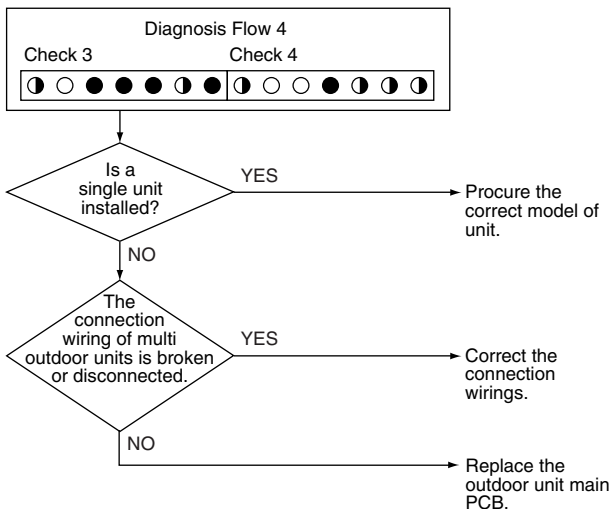 Diagnosis Flow 4
Check 3
Check 4
Is a
single unit
installed?
YES
Procure the
correct model of
unit.
NO
The
connection
wiring of multi
outdoor units is broken
or disconnected.
YES
Correct the
connection
wirings.
NO
Replace the
outdoor unit main
PCB.